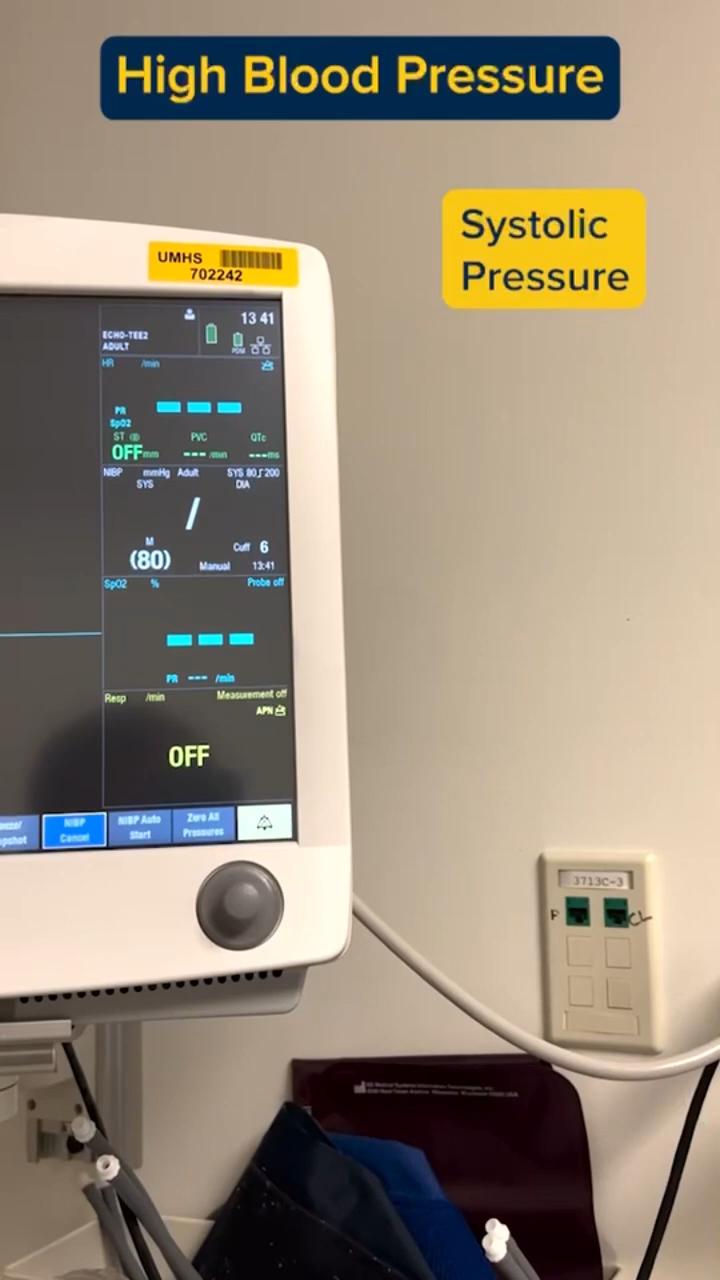 High Blood Pressure
Systolic
Pressure
UMHS
702242
13 41
ECHO-TEE2
ADULT
PDM
HR /min
PR
SpO2
ST PVC QTc
OFF mm --- /min --- ms
NIBP mmHg Adult SYS 80 200
SYS DIA
/
M
(80) Cuff 6
Manual 13:41
SpO2 % Probe off
--- 
PR --- /min
Resp /min Measurement off
APN
OFF
NIBP
Cancel
NIBP Auto
Start
Zero All
Pressures
3713C-3
P CL